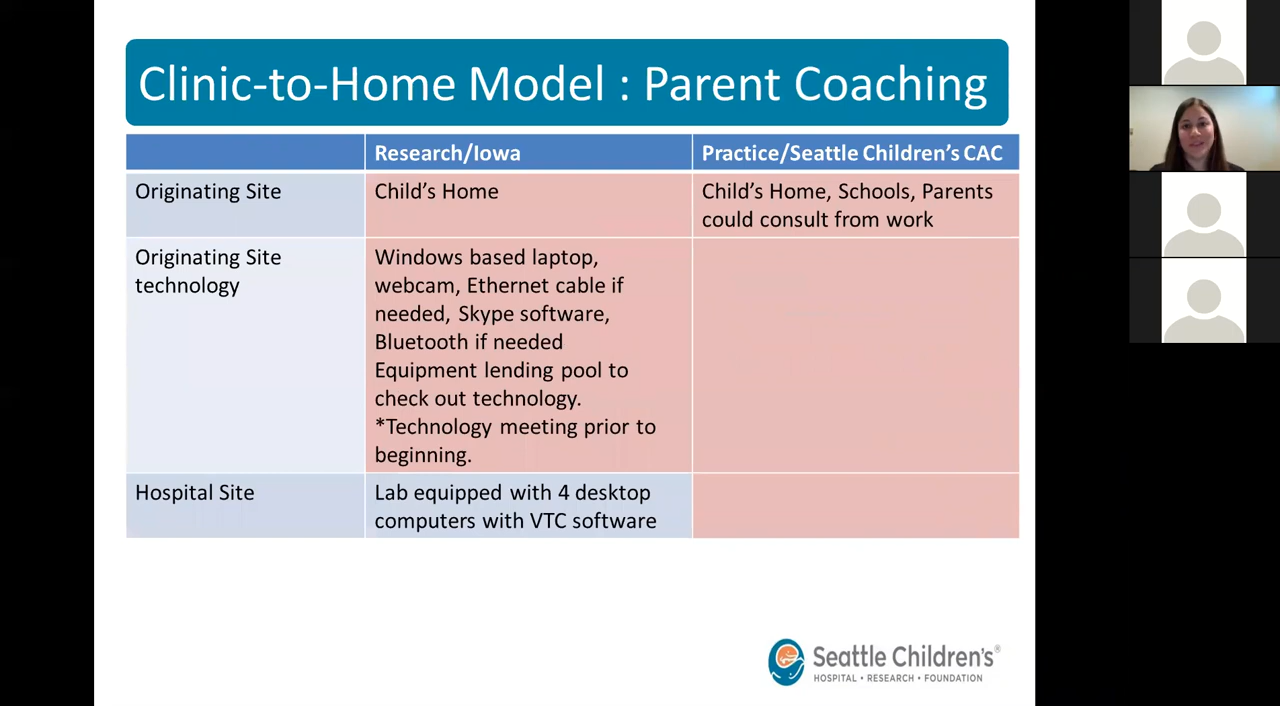 Clinic-to-Home Model : Parent Coaching
Research/Iowa
Practice/Seattle Children's CAC
Originating Site
Child's Home
Child's Home, Schools, Parents
could consult from work
Originating Site
technology
Windows based laptop,
webcam, Ethernet cable if
needed, Skype software,
Bluetooth if needed
Equipment lending pool to
check out technology.
*Technology meeting prior to
beginning.
Hospital Site
Lab equipped with 4 desktop
computers with VTC software
Seattle Children's®
HOSPITAL • RESEARCH • FOUNDATION